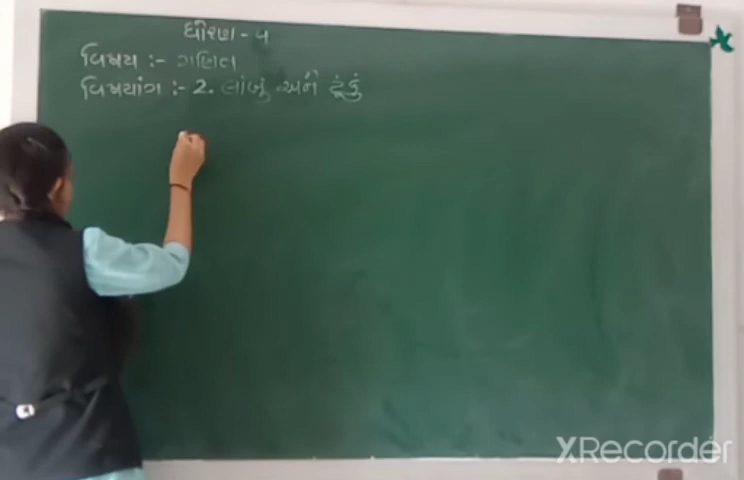 ધોરણ - ૫
વિષય :- ગણિત
વિષયાંગ :- 2. લાંબુ અને ટૂંકું
XRecorder